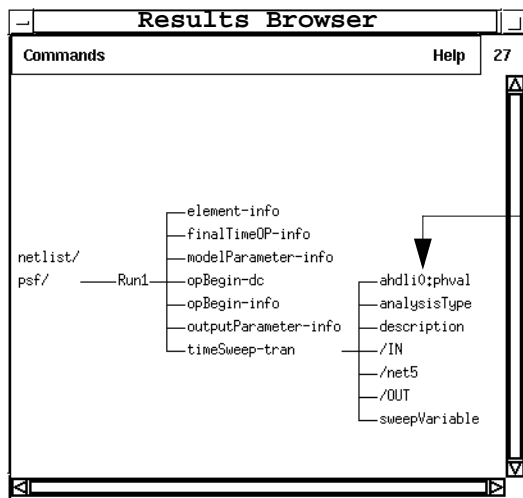 Results Browser
Commands Help 27
element-info
finalTimeOP-info
netlist/ modelParameter-info
psf/ Run1 opBegin-dc ahdli0:phval
opBegin-info analysisType
outputParameter-info description
timeSweep-tran /IN
/net5
/OUT
sweepVariable